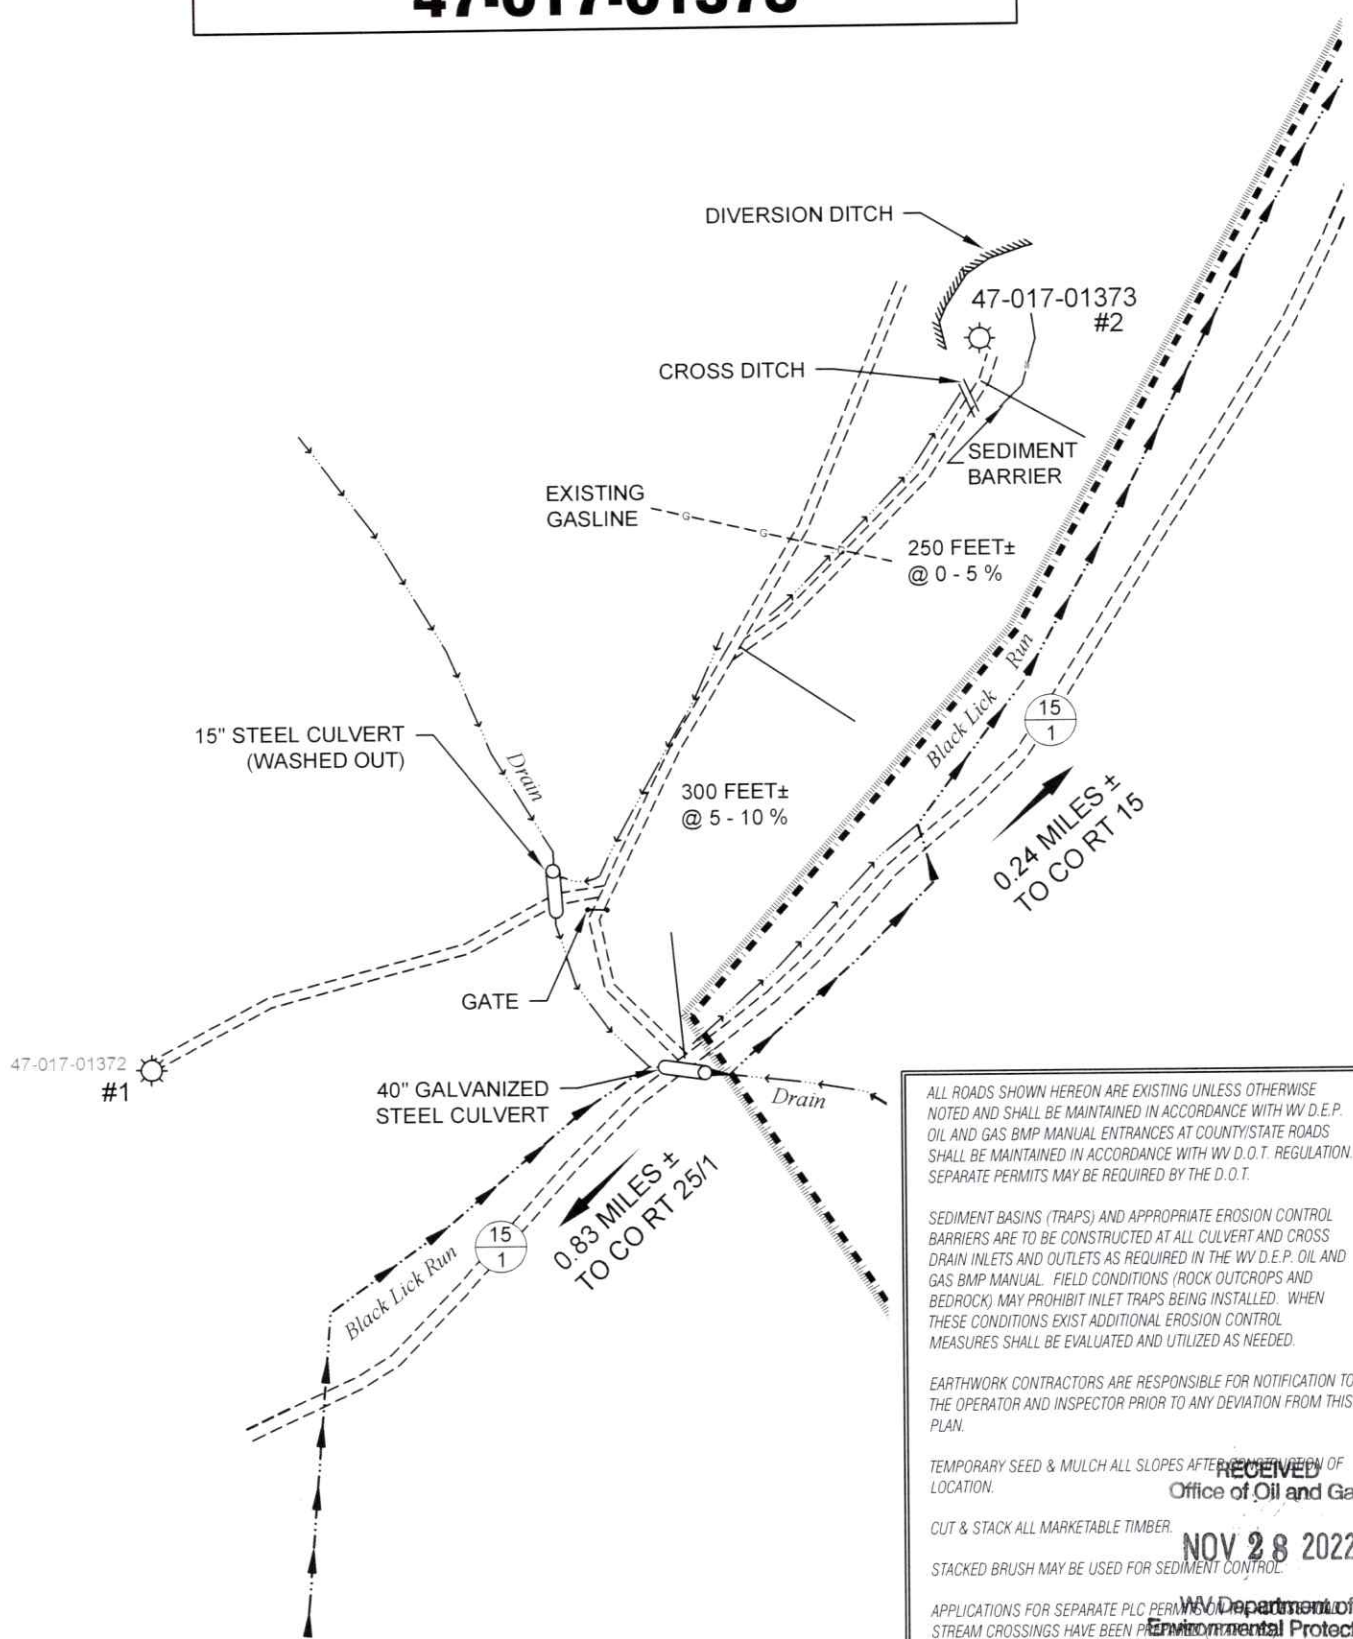 47-017-01373
DIVERSION DITCH
47-017-01373
#2
CROSS DITCH
SEDIMENT
BARRIER
EXISTING
GASLINE
G
G
250 FEET±
@ 0 - 5 %
Black Lick Run
15
1
15" STEEL CULVERT
(WASHED OUT)
Drain
300 FEET±
@ 5 - 10 %
0.24 MILES ±
TO CO RT 15
GATE
47-017-01372
#1
40" GALVANIZED
STEEL CULVERT
Drain
0.83 MILES ±
TO CO RT 25/1
15
1
Black Lick Run
ALL ROADS SHOWN HEREON ARE EXISTING UNLESS OTHERWISE
NOTED AND SHALL BE MAINTAINED IN ACCORDANCE WITH WV D.E.P.
OIL AND GAS BMP MANUAL ENTRANCES AT COUNTY/STATE ROADS
SHALL BE MAINTAINED IN ACCORDANCE WITH WV D.O.T. REGULATION.
SEPARATE PERMITS MAY BE REQUIRED BY THE D.O.T.
SEDIMENT BASINS (TRAPS) AND APPROPRIATE EROSION CONTROL
BARRIERS ARE TO BE CONSTRUCTED AT ALL CULVERT AND CROSS
DRAIN INLETS AND OUTLETS AS REQUIRED IN THE WV D.E.P. OIL AND
GAS BMP MANUAL. FIELD CONDITIONS (ROCK OUTCROPS AND
BEDROCK) MAY PROHIBIT INLET TRAPS BEING INSTALLED. WHEN
THESE CONDITIONS EXIST ADDITIONAL EROSION CONTROL
MEASURES SHALL BE EVALUATED AND UTILIZED AS NEEDED.
EARTHWORK CONTRACTORS ARE RESPONSIBLE FOR NOTIFICATION TO
THE OPERATOR AND INSPECTOR PRIOR TO ANY DEVIATION FROM THIS
PLAN.
TEMPORARY SEED & MULCH ALL SLOPES AFTER CONSTRUCTION OF
LOCATION.
RECEIVED
Office of Oil and Ga
CUT & STACK ALL MARKETABLE TIMBER.
NOV 28 2022
STACKED BRUSH MAY BE USED FOR SEDIMENT CONTROL.
APPLICATIONS FOR SEPARATE PLC PERMITS ON
STREAM CROSSINGS HAVE BEEN
WV Department of
Environmental Protect